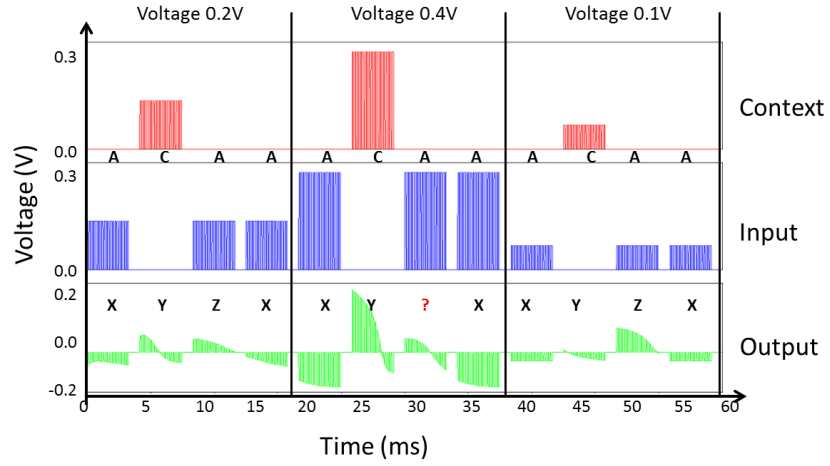 Voltage 0.2V Voltage 0.4V Voltage 0.1V
0.3
Context
0.0
A C A A A C A A A C A A
0.3
Voltage (V)
Input
0.0
0.2
X Y Z X X Y ? X X Y Z X
0.0
Output
-0.2
0 5 10 15 20 25 30 35 40 45 50 55 60
Time (ms)